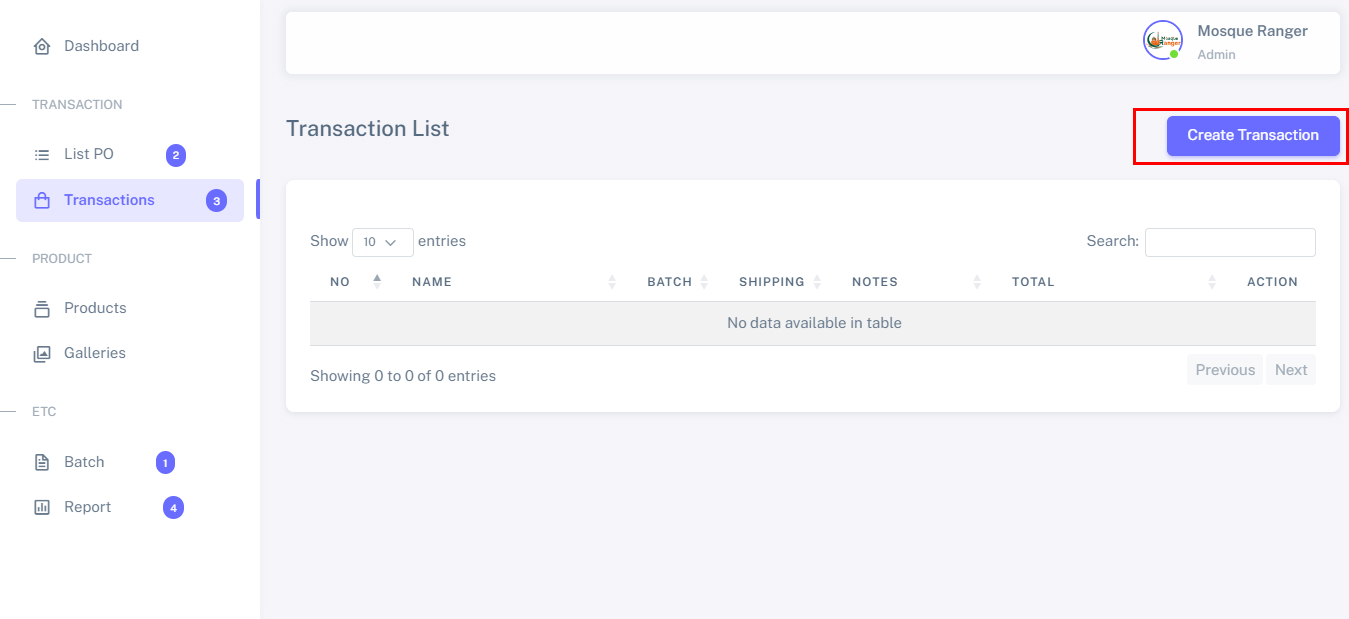 Dashboard
TRANSACTION
List PO 2
Transactions 3
PRODUCT
Products
Galleries
ETC
Batch 1
Report 4
Mosque Ranger
Mosque Ranger
Admin
Transaction List
Create Transaction
Show 10 entries
Search:
NO NAME BATCH SHIPPING NOTES TOTAL ACTION
No data available in table
Showing 0 to 0 of 0 entries
Previous Next